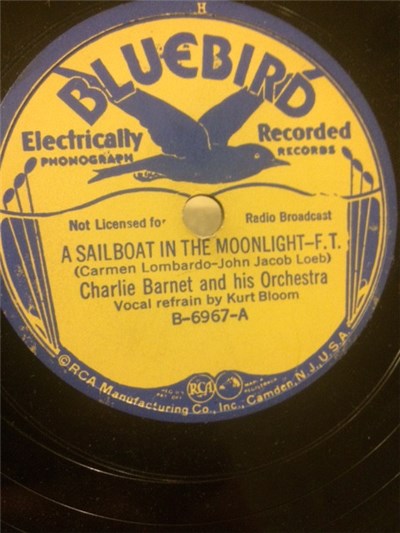 H
BLUEBIRD
Electrically Recorded
PHONOGRAPH RECORDS
Not Licensed for Radio Broadcast
A SAILBOAT IN THE MOONLIGHT-F.T.
(Carmen Lombardo-John Jacob Loeb)
Charlie Barnet and his Orchestra
Vocal refrain by Kurt Bloom
B-6967-A
RCA
©RCA Manufacturing Co., Inc., Camden, N.J., U.S.A.